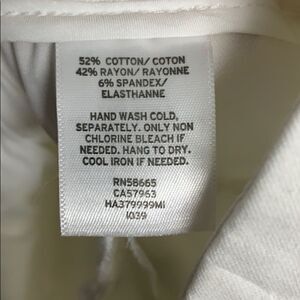 52% COTTON/ COTON
42% RAYON/ RAYONNE
6% SPANDEX/
ELASTHANNE
HAND WASH COLD,
SEPARATELY. ONLY NON
CHLORINE BLEACH IF
NEEDED. HANG TO DRY.
COOL IRON IF NEEDED.
RN58665
CA57963
HA379999MI
1039